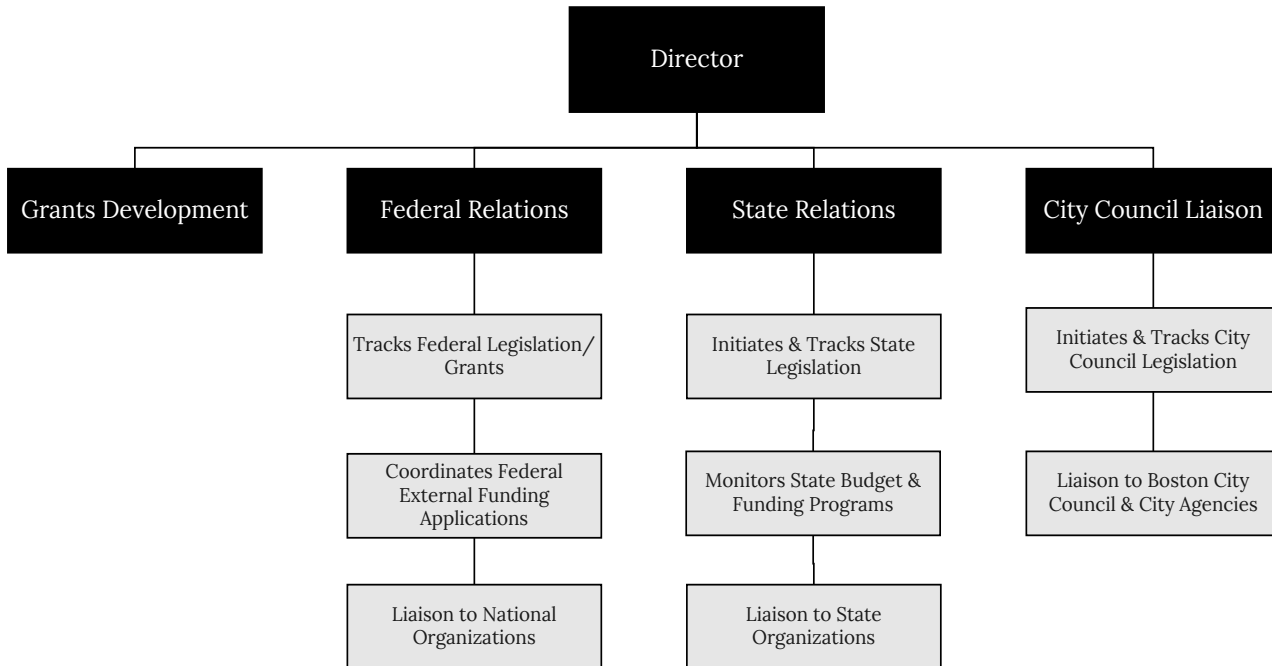 Director
Grants Development
Federal Relations
State Relations
City Council Liaison
Tracks Federal Legislation/
Grants
Initiates & Tracks State
Legislation
Initiates & Tracks City
Council Legislation
Coordinates Federal
External Funding
Applications
Monitors State Budget &
Funding Programs
Liaison to Boston City
Council & City Agencies
Liaison to National
Organizations
Liaison to State
Organizations